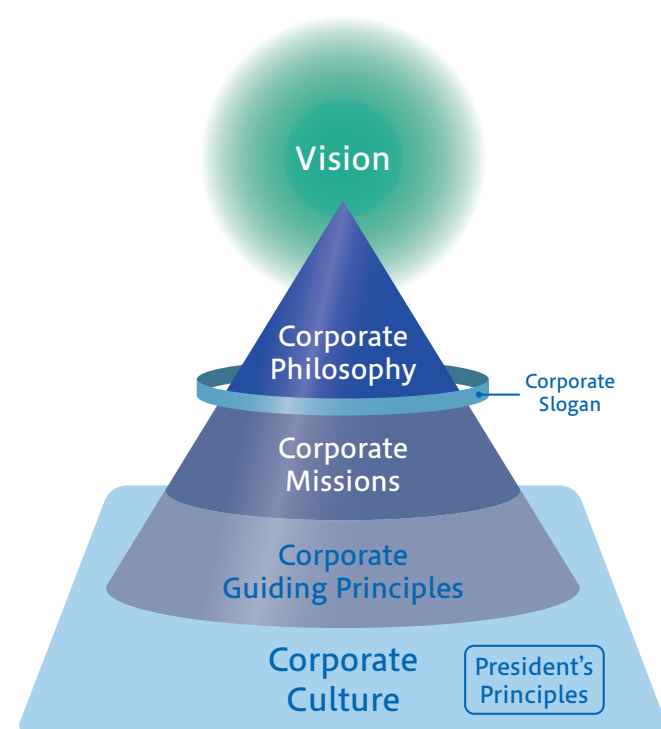 Vision
Corporate
Philosophy
Corporate
Slogan
Corporate
Missions
Corporate
Guiding Principles
Corporate
Culture
President’s
Principles